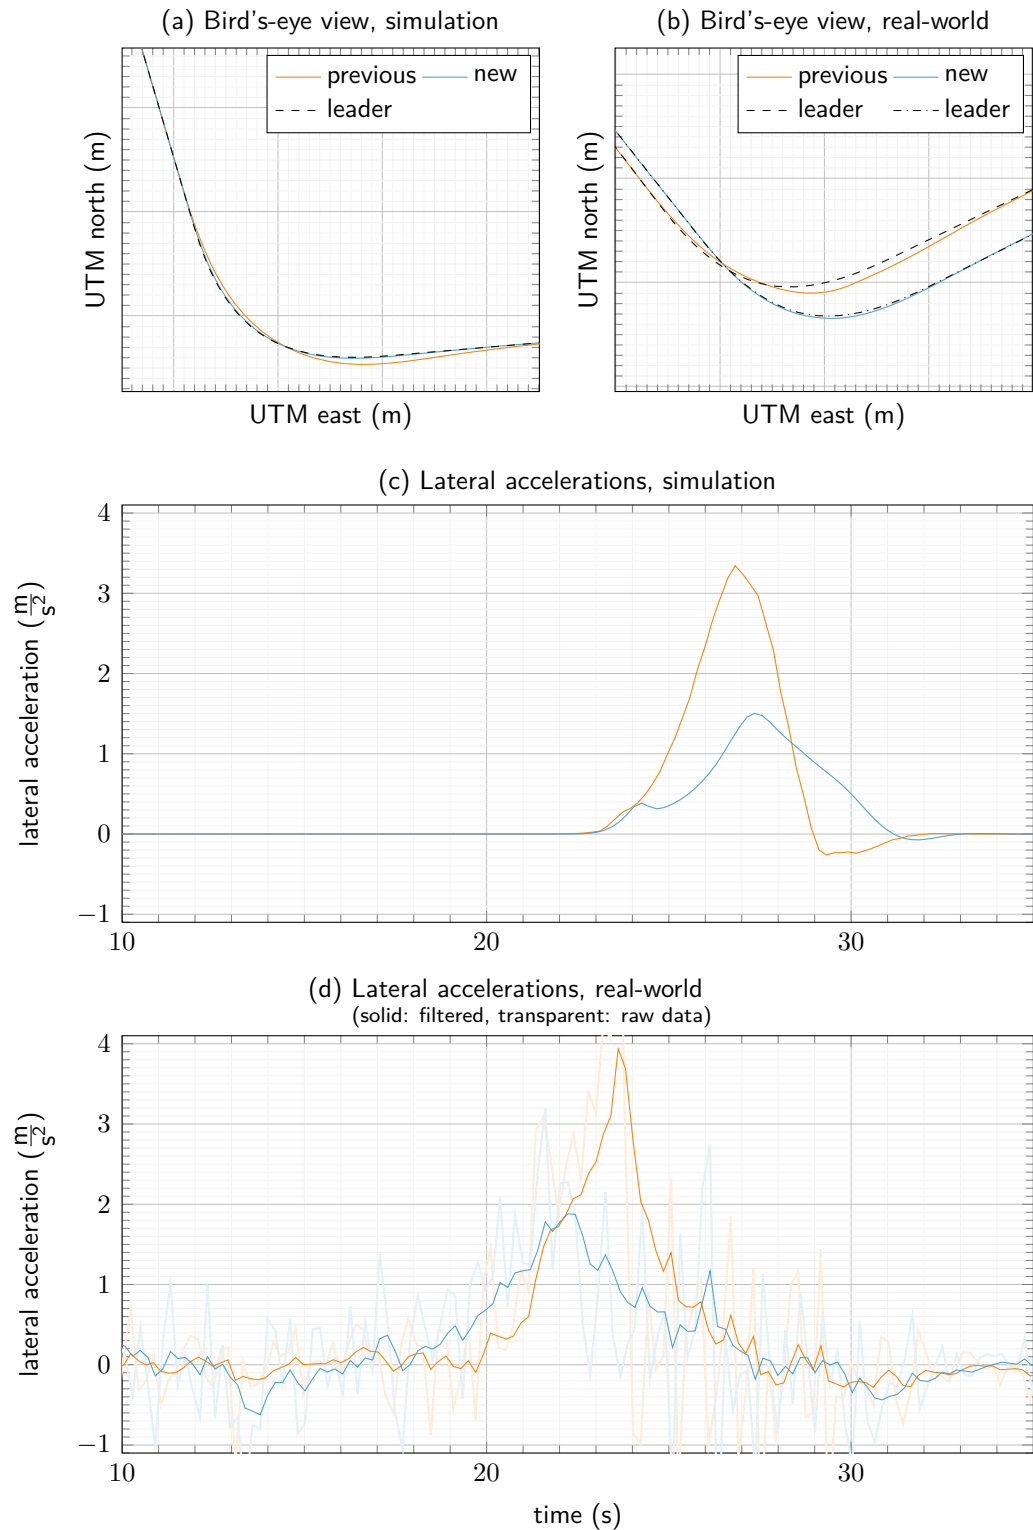 (a) Bird's-eye view, simulation
(b) Bird's-eye view, real-world
previous new
leader
previous new
leader leader
UTM north (m)
UTM north (m)
UTM east (m)
UTM east (m)
(c) Lateral accelerations, simulation
4
3
2
1
0
−1
lateral acceleration (m/s²)
10 20 30
(d) Lateral accelerations, real-world
(solid: filtered, transparent: raw data)
4
3
2
1
0
−1
lateral acceleration (m/s²)
10 20 30
time (s)